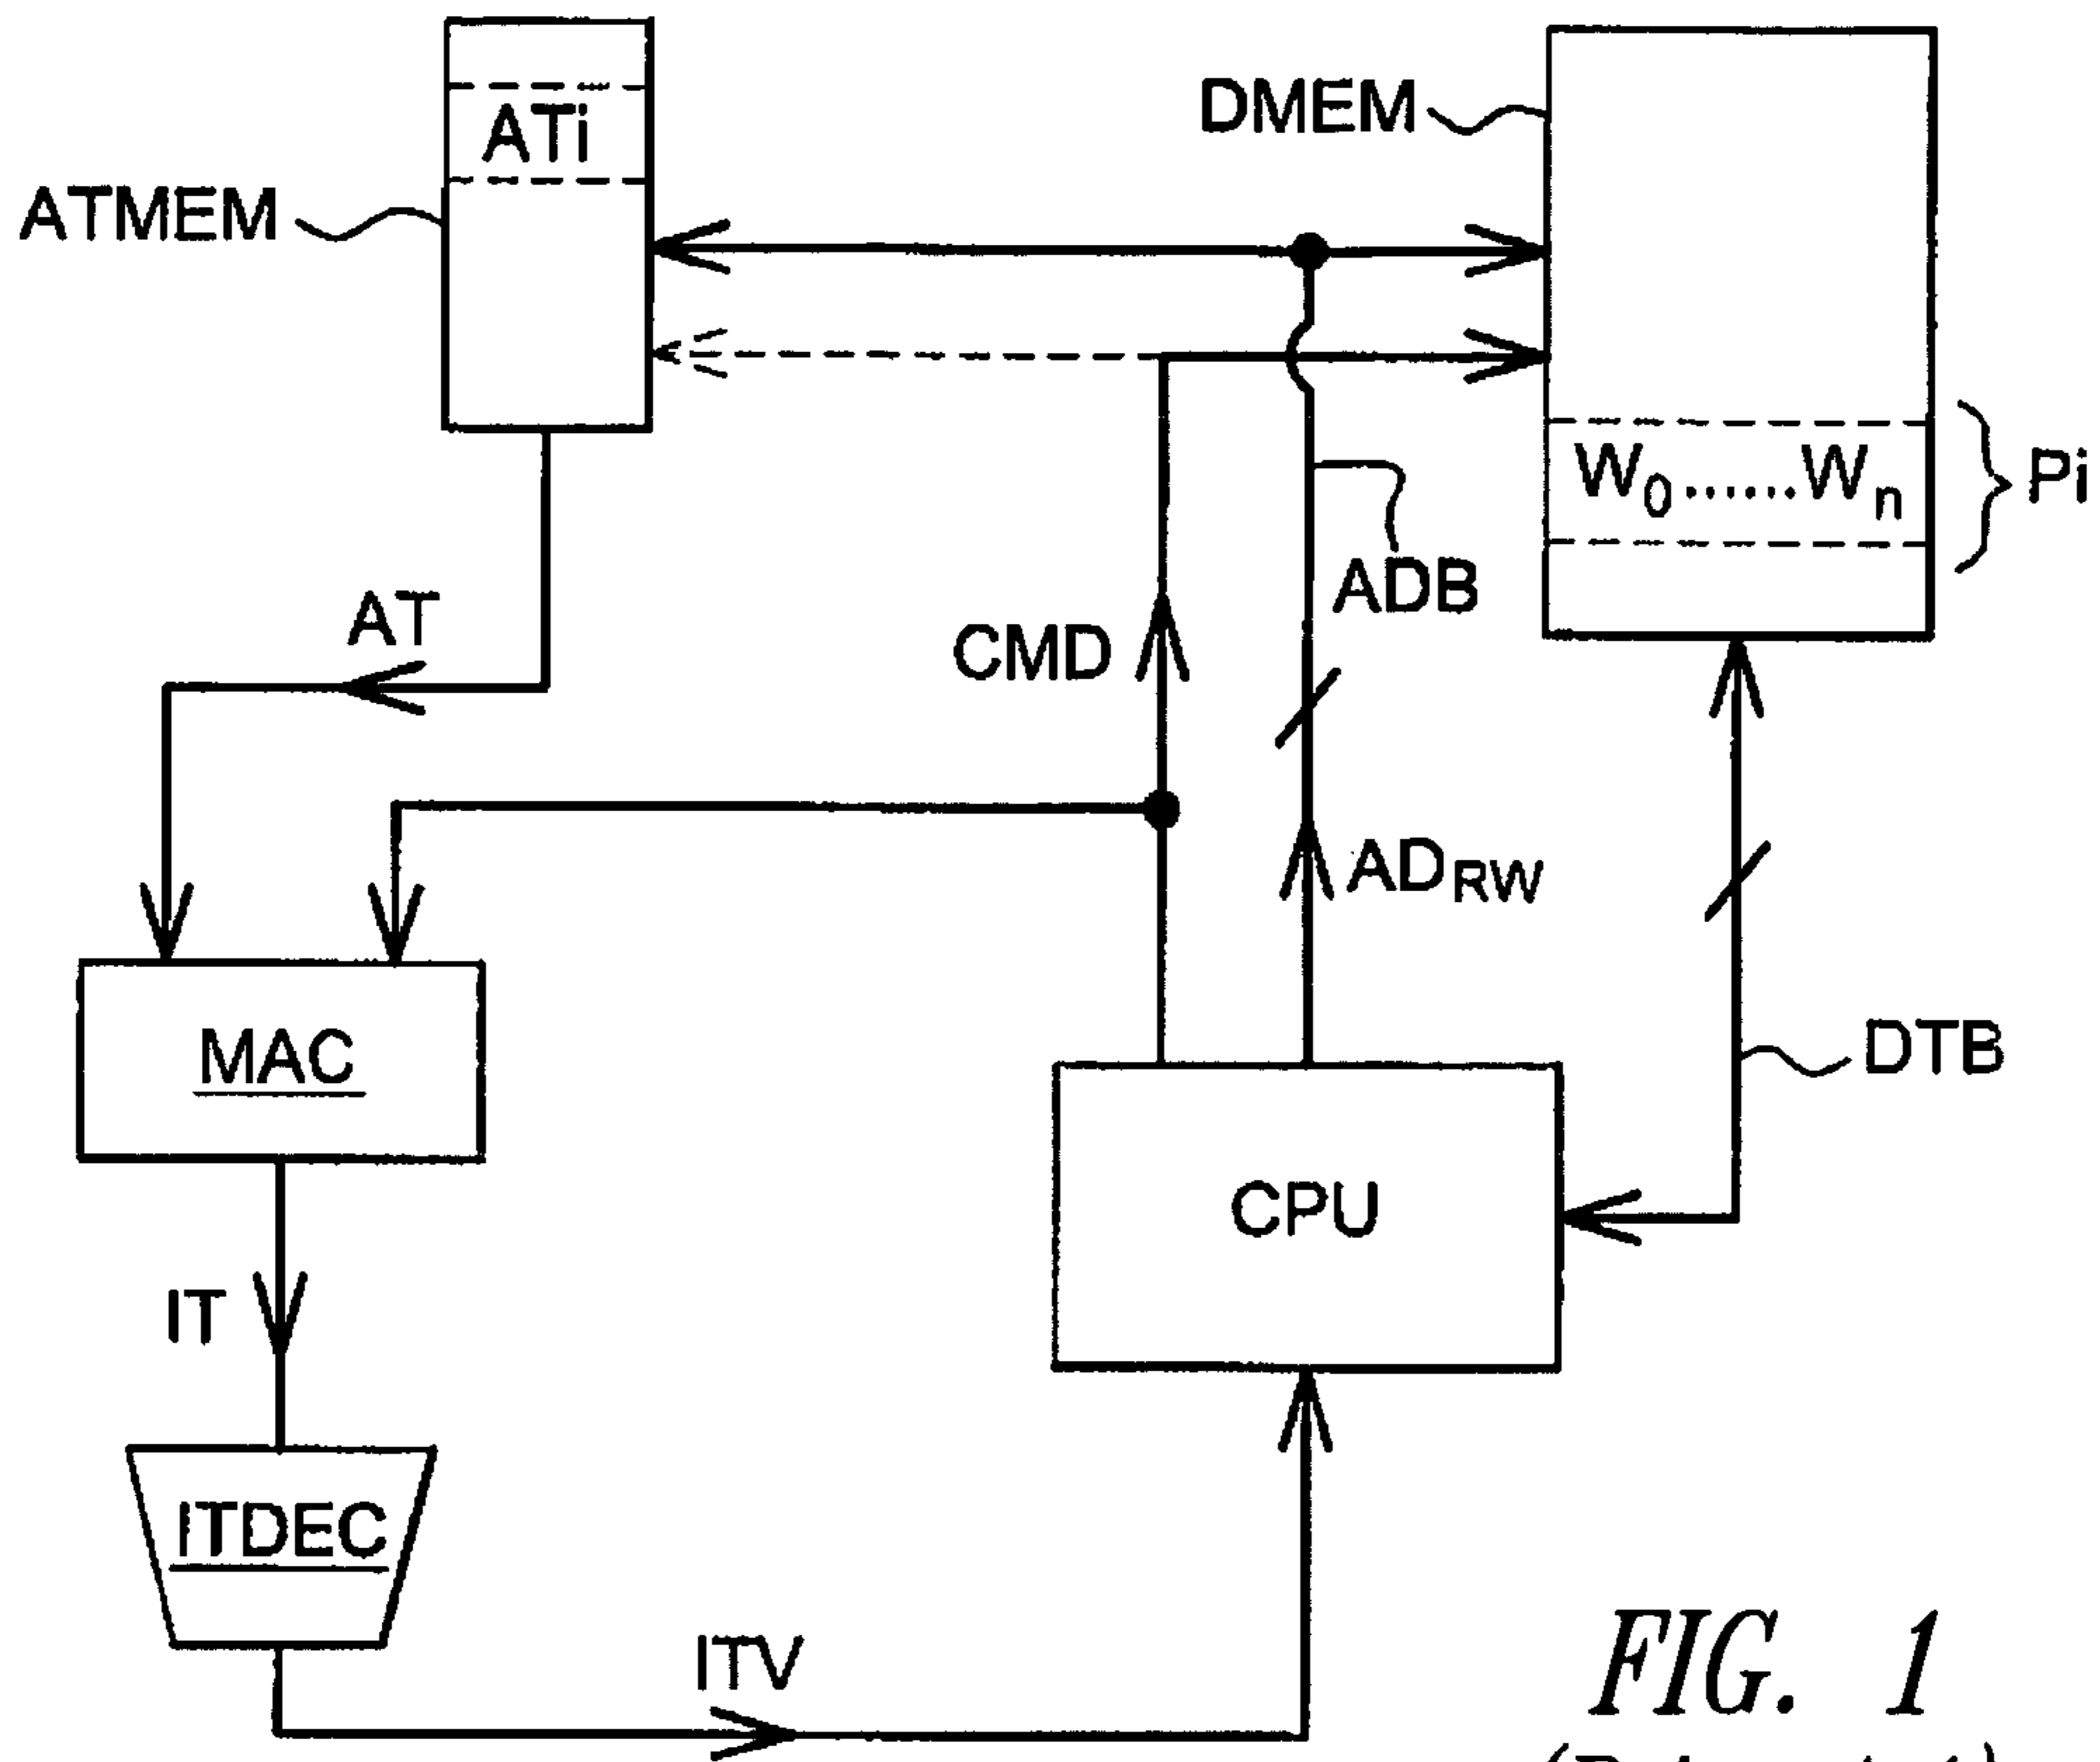 DMEM
ATi
ATMEM
W0......Wn
Pi
ADB
AT
CMD
ADRW
MAC
DTB
CPU
IT
ITDEC
ITV
FIG. 1